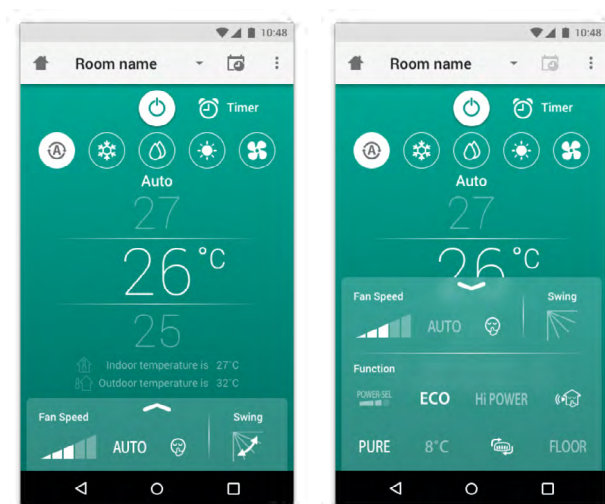 10:48
Room name
Timer
A
Auto
27
26°C
25
Indoor temperature is 27°C
Outdoor temperature is 32°C
Fan Speed
Swing
AUTO
10:48
Room name
Timer
A
Auto
27
26°C
Fan Speed
Swing
AUTO
Function
POWER-SEL
ECO
Hi POWER
PURE
8°C
FLOOR